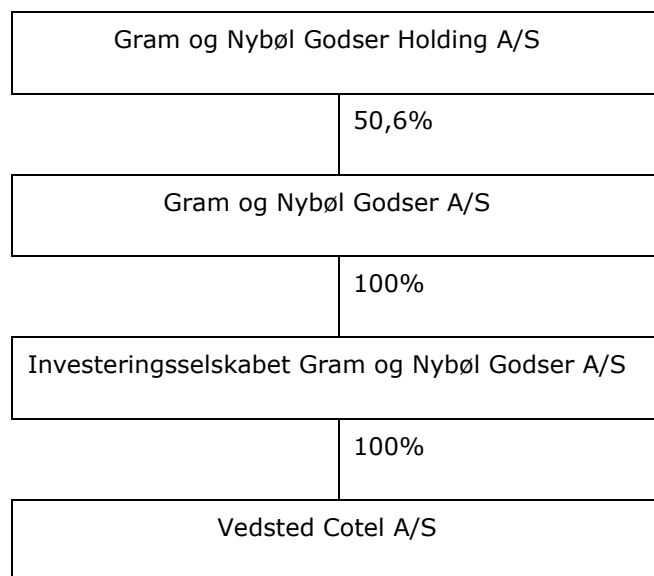 Gram og Nybøl Godser Holding A/S
50,6%
Gram og Nybøl Godser A/S
100%
Investeringsselskabet Gram og Nybøl Godser A/S
100%
Vedsted Cotel A/S